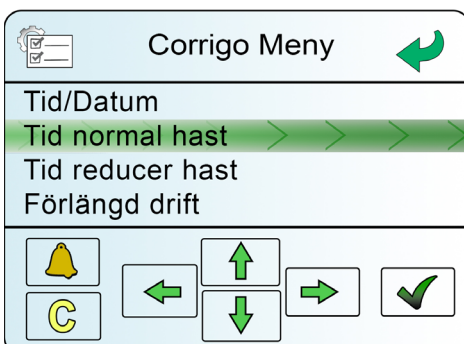 Corrigo Meny
Tid/Datum
Tid normal hast
Tid reducer hast
Förlängd drift
C